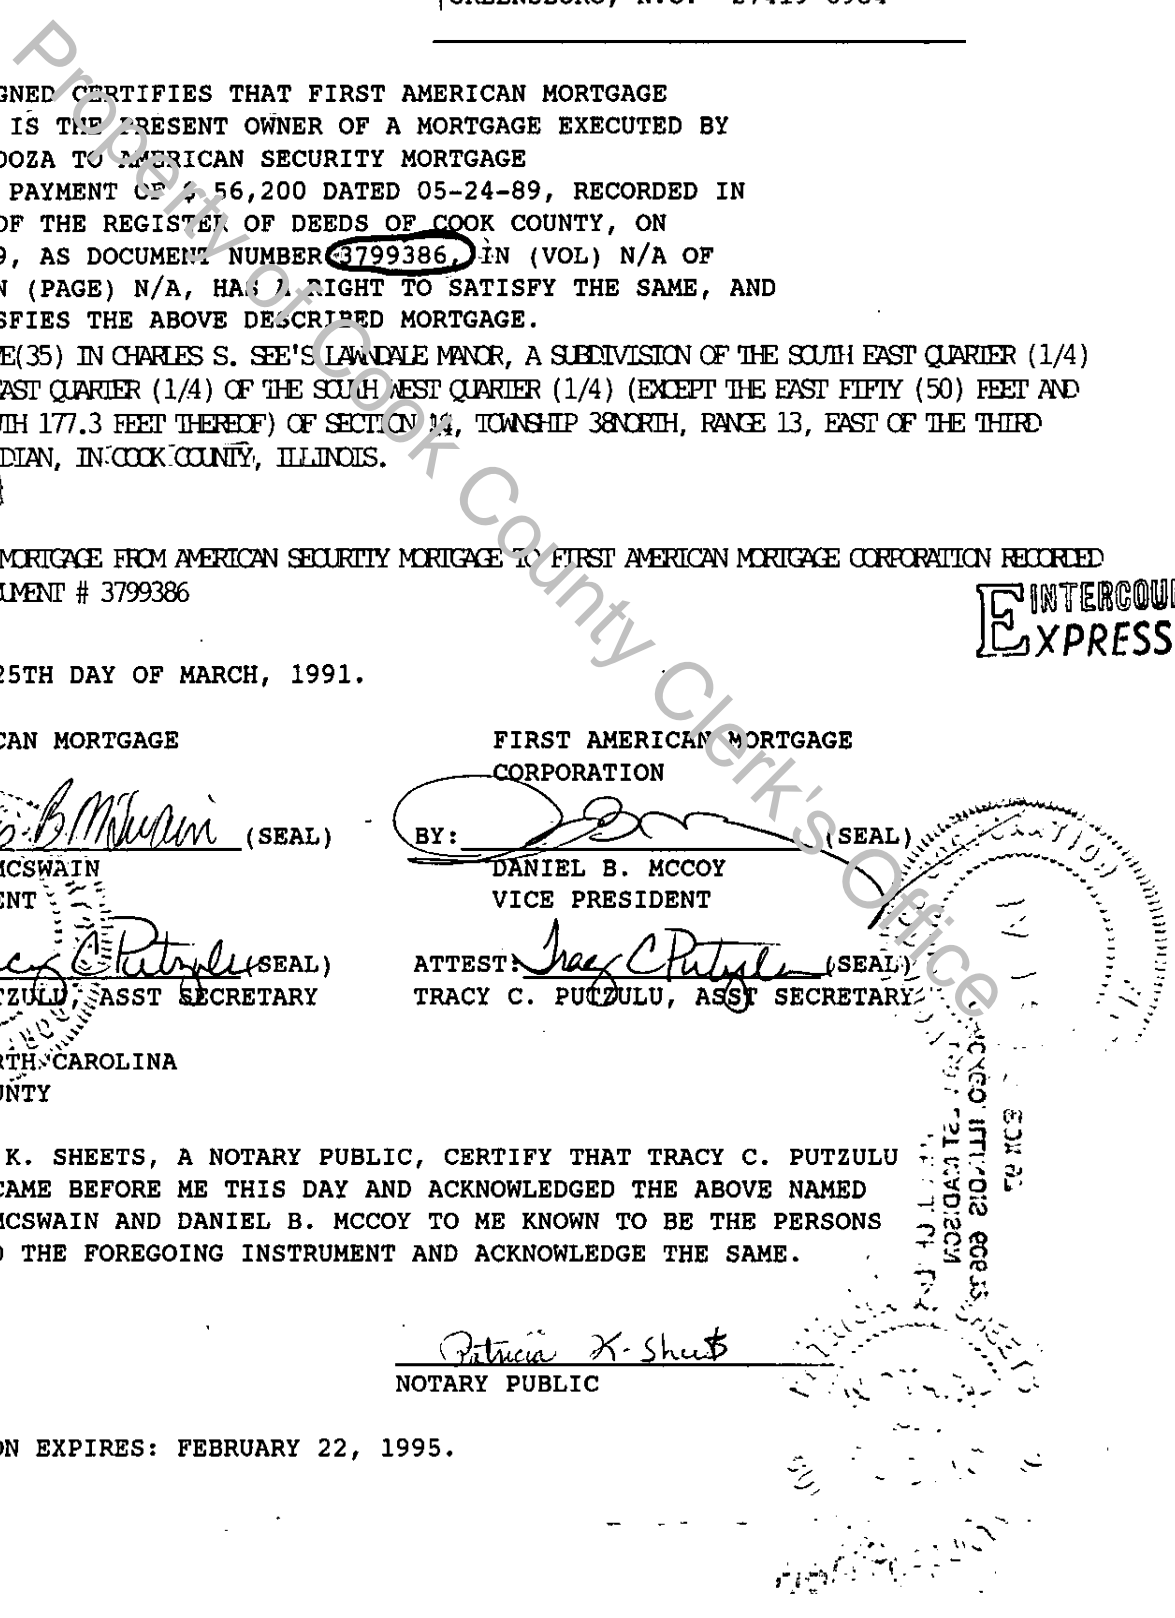 GREENSBORO, N.C. 27419-6964
GNED CERTIFIES THAT FIRST AMERICAN MORTGAGE
IS THE PRESENT OWNER OF A MORTGAGE EXECUTED BY
DOZA TO AMERICAN SECURITY MORTGAGE
PAYMENT OF $ 56,200 DATED 05-24-89, RECORDED IN
OF THE REGISTER OF DEEDS OF COOK COUNTY, ON
9, AS DOCUMENT NUMBER 3799386, IN (VOL) N/A OF
N (PAGE) N/A, HAS A RIGHT TO SATISFY THE SAME, AND
SFIES THE ABOVE DESCRIBED MORTGAGE.
E(35) IN CHARLES S. SEE'S LAWNDALE MANOR, A SUBDIVISION OF THE SOUTH EAST QUARTER (1/4)
EAST QUARTER (1/4) OF THE SOUTH WEST QUARTER (1/4) (EXCEPT THE EAST FIFTY (50) FEET AND
TH 177.3 FEET THEREOF) OF SECTION 14, TOWNSHIP 38NORTH, RANGE 13, EAST OF THE THIRD
DIAN, IN COOK COUNTY, ILLINOIS.
MORTGAGE FROM AMERICAN SECURITY MORTGAGE TO FIRST AMERICAN MORTGAGE CORPORATION RECORDED
UMENT # 3799386
INTERCOU
EXPRESS
25TH DAY OF MARCH, 1991.
CAN MORTGAGE
FIRST AMERICAN MORTGAGE
CORPORATION
B McSwain (SEAL)
BY: (SEAL)
MCSWAIN
DANIEL B. MCCOY
ENT
VICE PRESIDENT
cy C Putzulu (SEAL)
ATTEST: Tracy C Putzulu (SEAL)
TZULU, ASST SECRETARY
TRACY C. PUTZULU, ASST SECRETARY
RTH CAROLINA
UNTY
K. SHEETS, A NOTARY PUBLIC, CERTIFY THAT TRACY C. PUTZULU
CAME BEFORE ME THIS DAY AND ACKNOWLEDGED THE ABOVE NAMED
MCSWAIN AND DANIEL B. MCCOY TO ME KNOWN TO BE THE PERSONS
D THE FOREGOING INSTRUMENT AND ACKNOWLEDGE THE SAME.
Patricia K. Sheets
NOTARY PUBLIC
ON EXPIRES: FEBRUARY 22, 1995.
Property of Cook County Clerk's Office